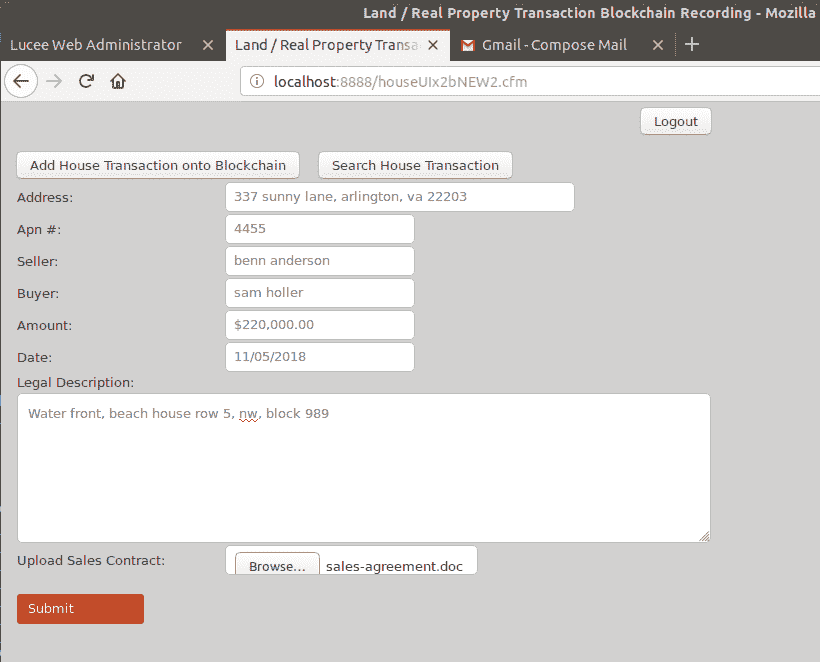 Land / Real Property Transaction Blockchain Recording - Mozilla
Lucee Web Administrator × Land / Real Property Transa × Gmail - Compose Mail × +
localhost:8888/houseUIx2bNEW2.cfm
Logout
Add House Transaction onto Blockchain Search House Transaction
Address: 337 sunny lane, arlington, va 22203
Apn #: 4455
Seller: benn anderson
Buyer: sam holler
Amount: $220,000.00
Date: 11/05/2018
Legal Description:
Water front, beach house row 5, nw, block 989
Upload Sales Contract: Browse... sales-agreement.doc
Submit